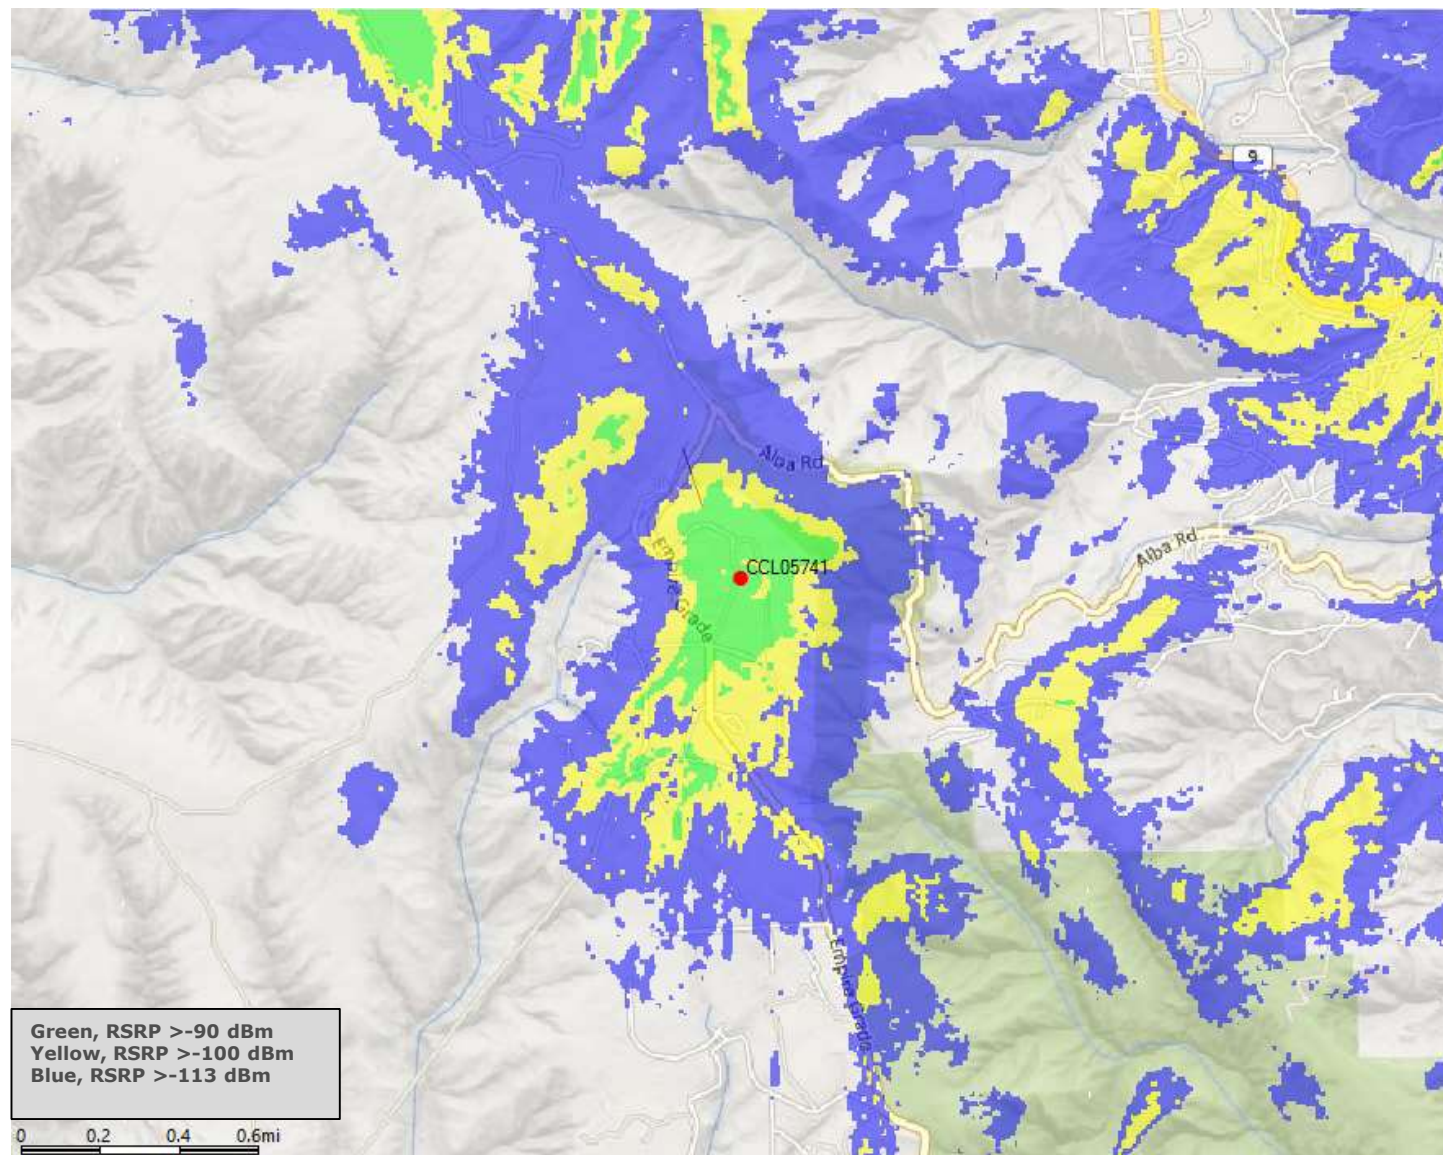 9
Alba Rd
Alba Rd
CCL05741
Empire Grade
Empire Grade
Green, RSRP >-90 dBm
Yellow, RSRP >-100 dBm
Blue, RSRP >-113 dBm
0 0.2 0.4 0.6mi